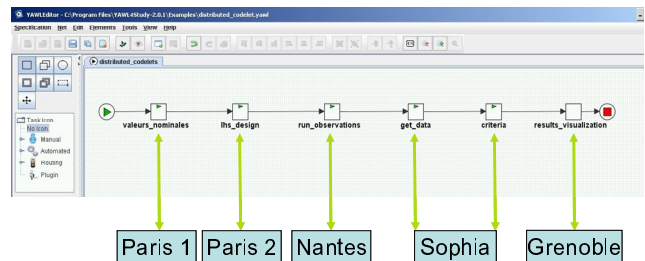 YAWLEditor - C:\Program Files\YAWL4Study-2.0.1\Examples\distributed_codelet.yawl
Specification Net Edit Elements Tools View Help
distributed_codelets
Task Icon
No Icon
Manual
Automated
Routing
Plugin
valeurs_nominales lhs_design run_observations get_data criteria results_visualization
Paris 1 Paris 2 Nantes Sophia Grenoble